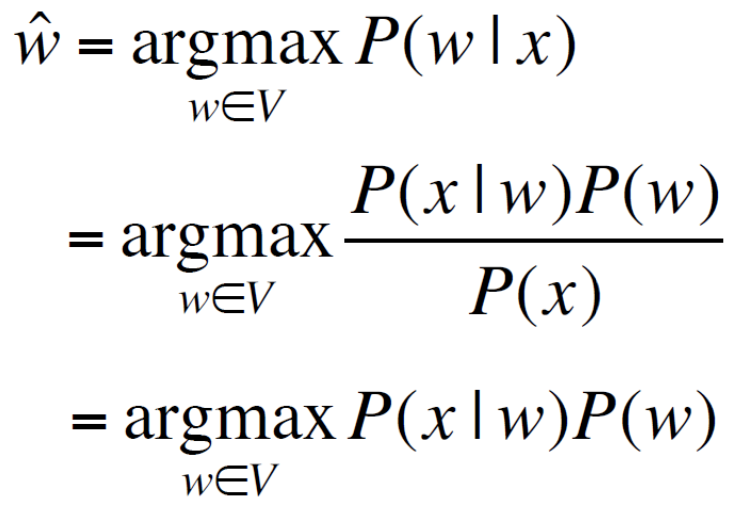 ŵ = argmax P(w | x)
w∈V
= argmax P(x | w)P(w) / P(x)
w∈V
= argmax P(x | w)P(w)
w∈V